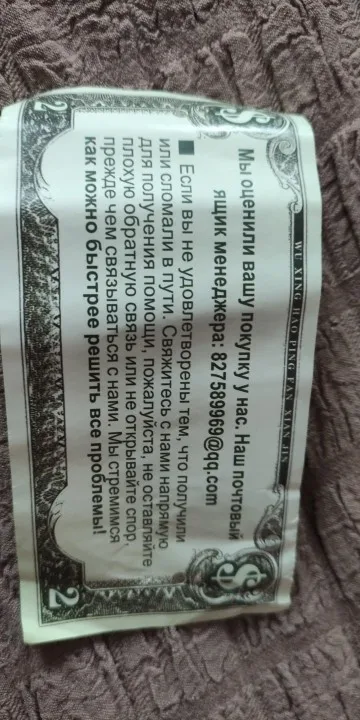 WU XING HAO PING FAN XIAN JIN
Мы оценили вашу покупку у нас. Наш почтовый
ящик менеджера: 827589969@qq.com
■ Если вы не удовлетворены тем, что получили
или сломали в пути. Свяжитесь с нами напрямую
для получения помощи, пожалуйста, не оставляйте
плохую обратную связь или не открывайте спор,
прежде чем связываться с нами. Мы стремимся
как можно быстрее решить все проблемы!
$
$
2
2